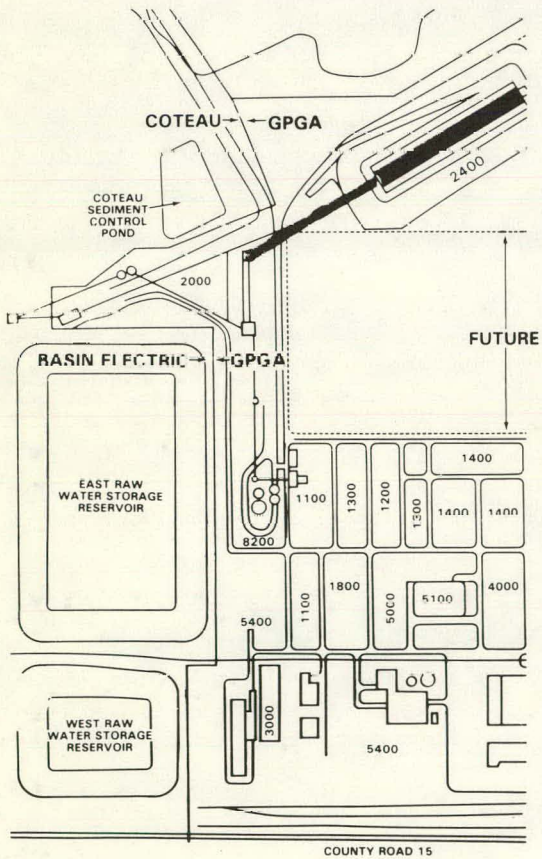 COTEAU GPGA
2400
COTEAU
SEDIMENT
CONTROL
POND
2000
FUTURE
BASIN ELECTRIC GPGA
EAST RAW
WATER STORAGE
RESERVOIR
1400
1100
1300
1200
1300
1400
1400
8200
1100
1800
5000
5100
4000
5400
WEST RAW
WATER STORAGE
RESERVOIR
3000
5400
COUNTY ROAD 15